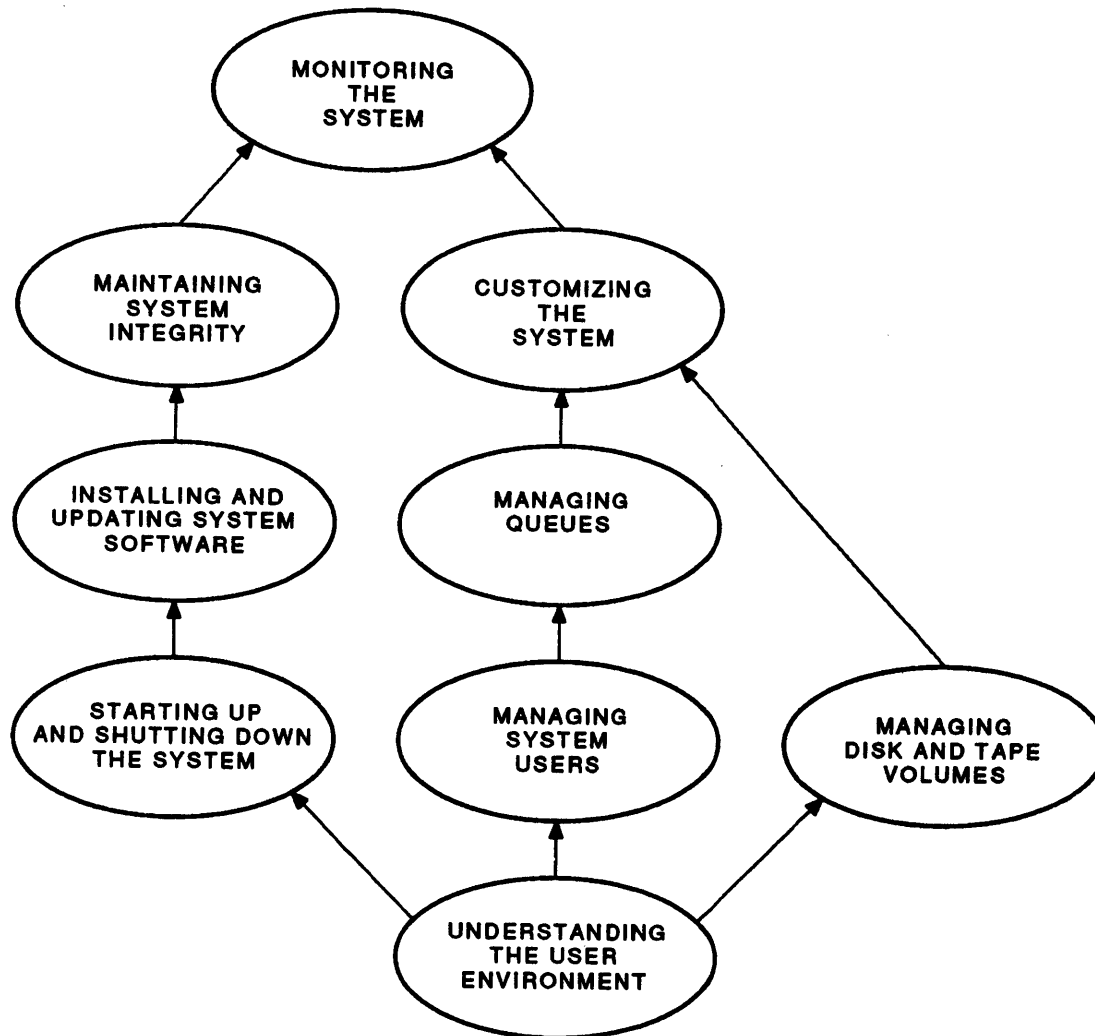 MONITORING
THE
SYSTEM
MAINTAINING
SYSTEM
INTEGRITY
CUSTOMIZING
THE
SYSTEM
INSTALLING AND
UPDATING SYSTEM
SOFTWARE
MANAGING
QUEUES
STARTING UP
AND SHUTTING DOWN
THE SYSTEM
MANAGING
SYSTEM
USERS
MANAGING
DISK AND TAPE
VOLUMES
UNDERSTANDING
THE USER
ENVIRONMENT